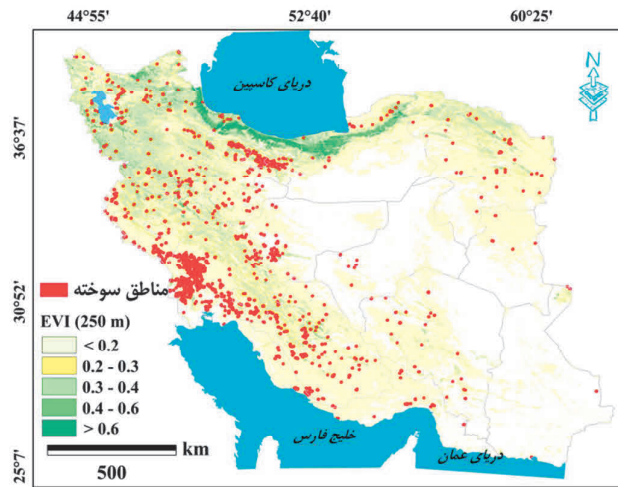 44°55' 52°40' 60°25'
36°37'
30°52'
25°7'
N
دریای کاسپین
مناطق سوخته
EVI (250 m)
< 0.2
0.2 - 0.3
0.3 - 0.4
0.4 - 0.6
> 0.6
km
500
خلیج فارس
دریای عمان